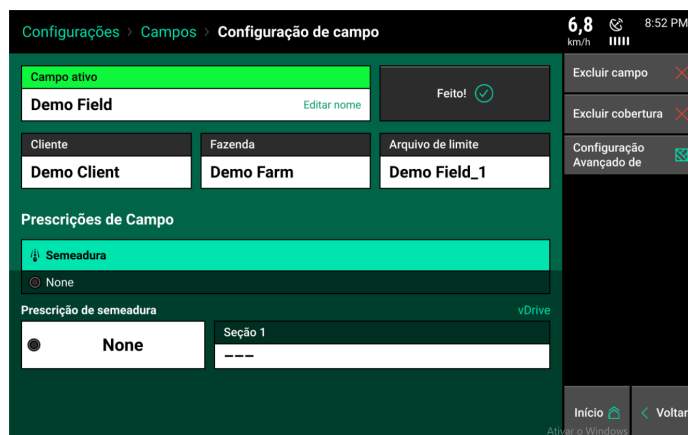 Configurações > Campos > Configuração de campo
6,8
km/h
8:52 PM
Campo ativo
Demo Field
Editar nome
Feito!
Excluir campo
Excluir cobertura
Configuração
Avançado de
Cliente
Demo Client
Fazenda
Demo Farm
Arquivo de limite
Demo Field_1
Prescrições de Campo
Semeadura
None
Prescrição de semeadura
vDrive
None
Seção 1
---
Início
< Voltar
Ativar o Windows